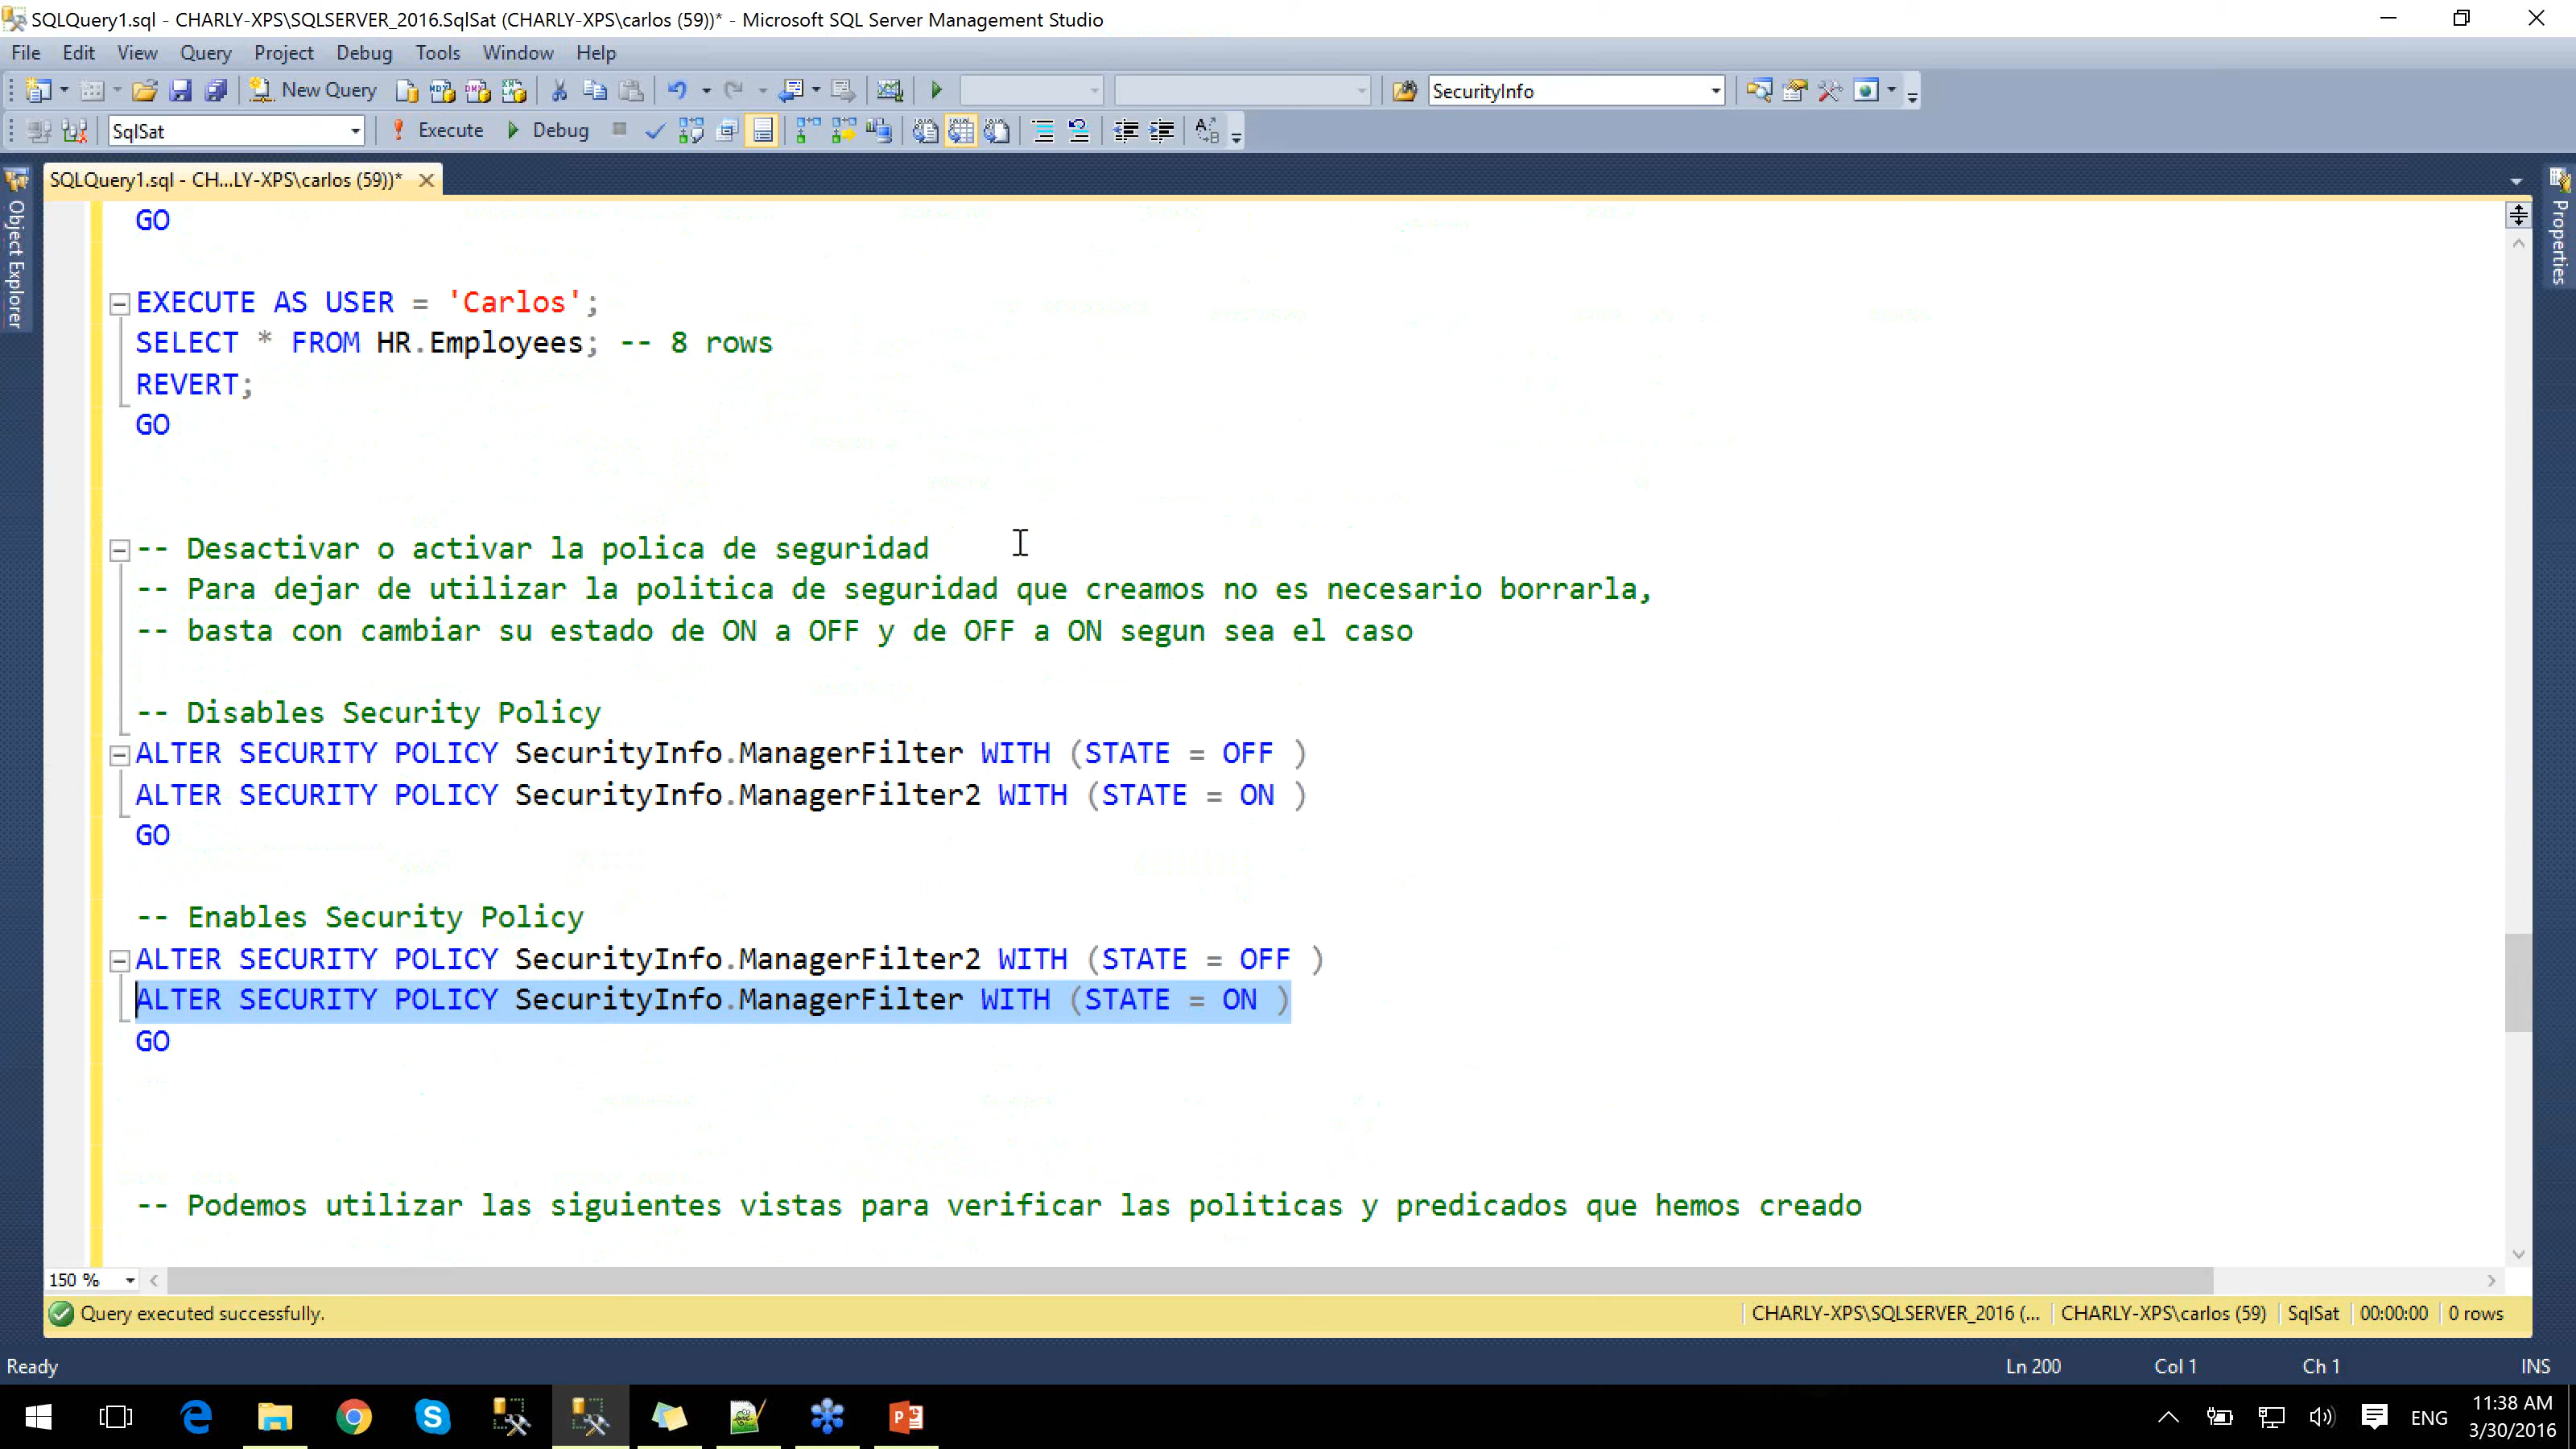 SQLQuery1.sql - CHARLY-XPS\SQLSERVER_2016.SqlSat (CHARLY-XPS\carlos (59))* - Microsoft SQL Server Management Studio
File Edit View Query Project Debug Tools Window Help
New Query SecurityInfo
SqlSat Execute Debug
SQLQuery1.sql - CH...LY-XPS\carlos (59))*
Object Explorer
Properties
GO
EXECUTE AS USER = 'Carlos';
SELECT * FROM HR.Employees; -- 8 rows
REVERT;
GO
-- Desactivar o activar la polica de seguridad
-- Para dejar de utilizar la politica de seguridad que creamos no es necesario borrarla,
-- basta con cambiar su estado de ON a OFF y de OFF a ON segun sea el caso
-- Disables Security Policy
ALTER SECURITY POLICY SecurityInfo.ManagerFilter WITH (STATE = OFF )
ALTER SECURITY POLICY SecurityInfo.ManagerFilter2 WITH (STATE = ON )
GO
-- Enables Security Policy
ALTER SECURITY POLICY SecurityInfo.ManagerFilter2 WITH (STATE = OFF )
ALTER SECURITY POLICY SecurityInfo.ManagerFilter WITH (STATE = ON )
GO
-- Podemos utilizar las siguientes vistas para verificar las politicas y predicados que hemos creado
150 %
Query executed successfully. CHARLY-XPS\SQLSERVER_2016 (... CHARLY-XPS\carlos (59) SqlSat 00:00:00 0 rows
Ready Ln 200 Col 1 Ch 1 INS
ENG 11:38 AM
3/30/2016